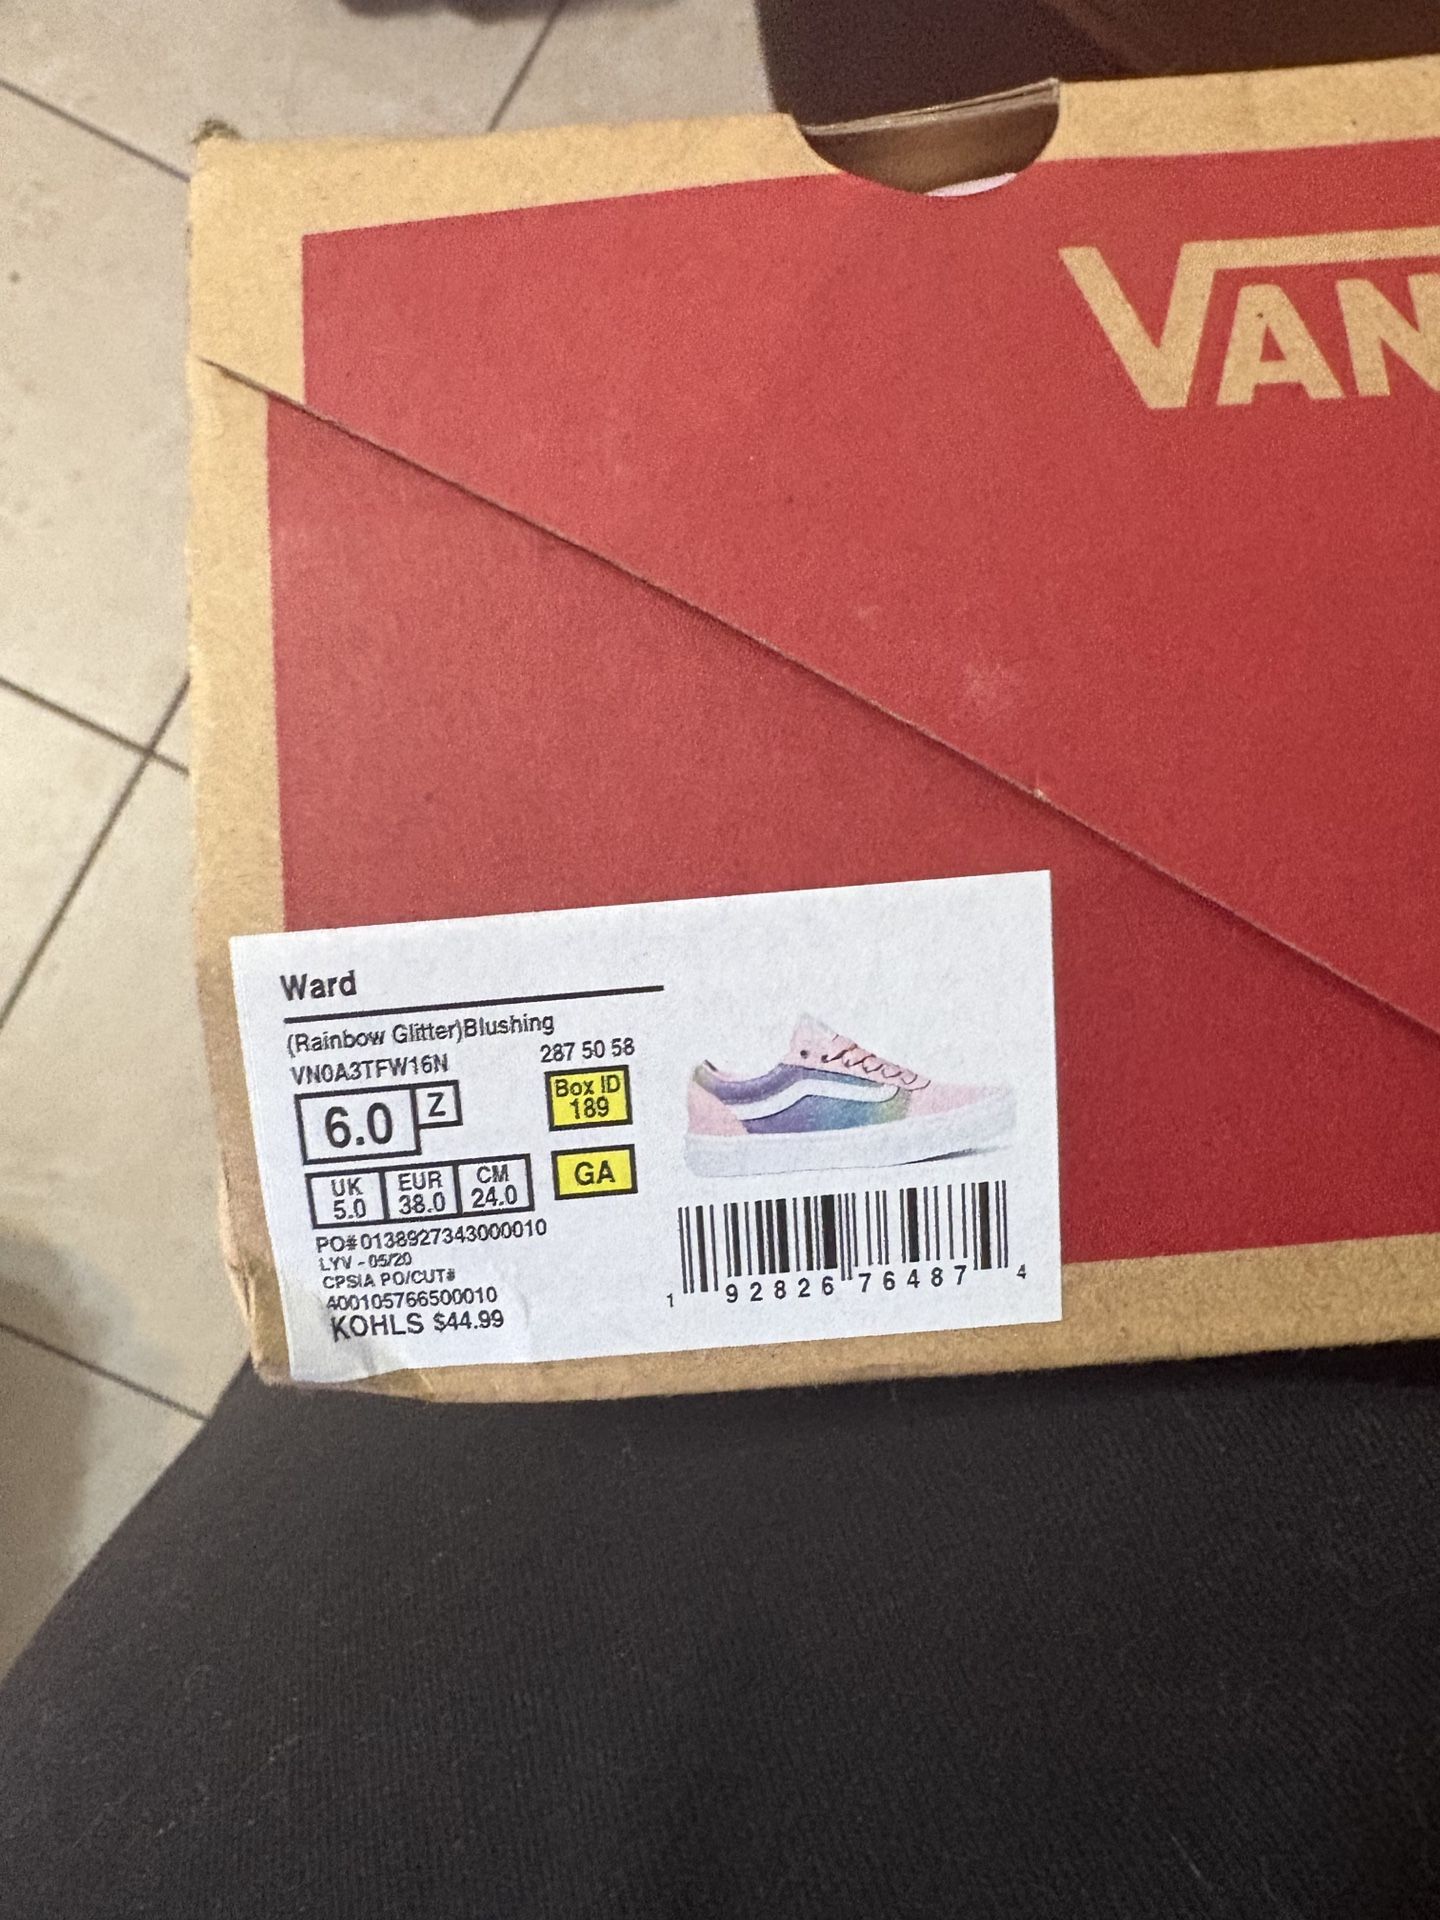 VAN
Ward
(Rainbow Glitter)Blushing
VN0A3TFW16N
287 50 58
6.0 Z
Box ID
189
UK
5.0
EUR
38.0
CM
24.0
GA
PO#0138927343000010
LYV - 05/20
CPSIA PO/CUT#
400105766500010
KOHLS $44.99
1 92826 76487 4